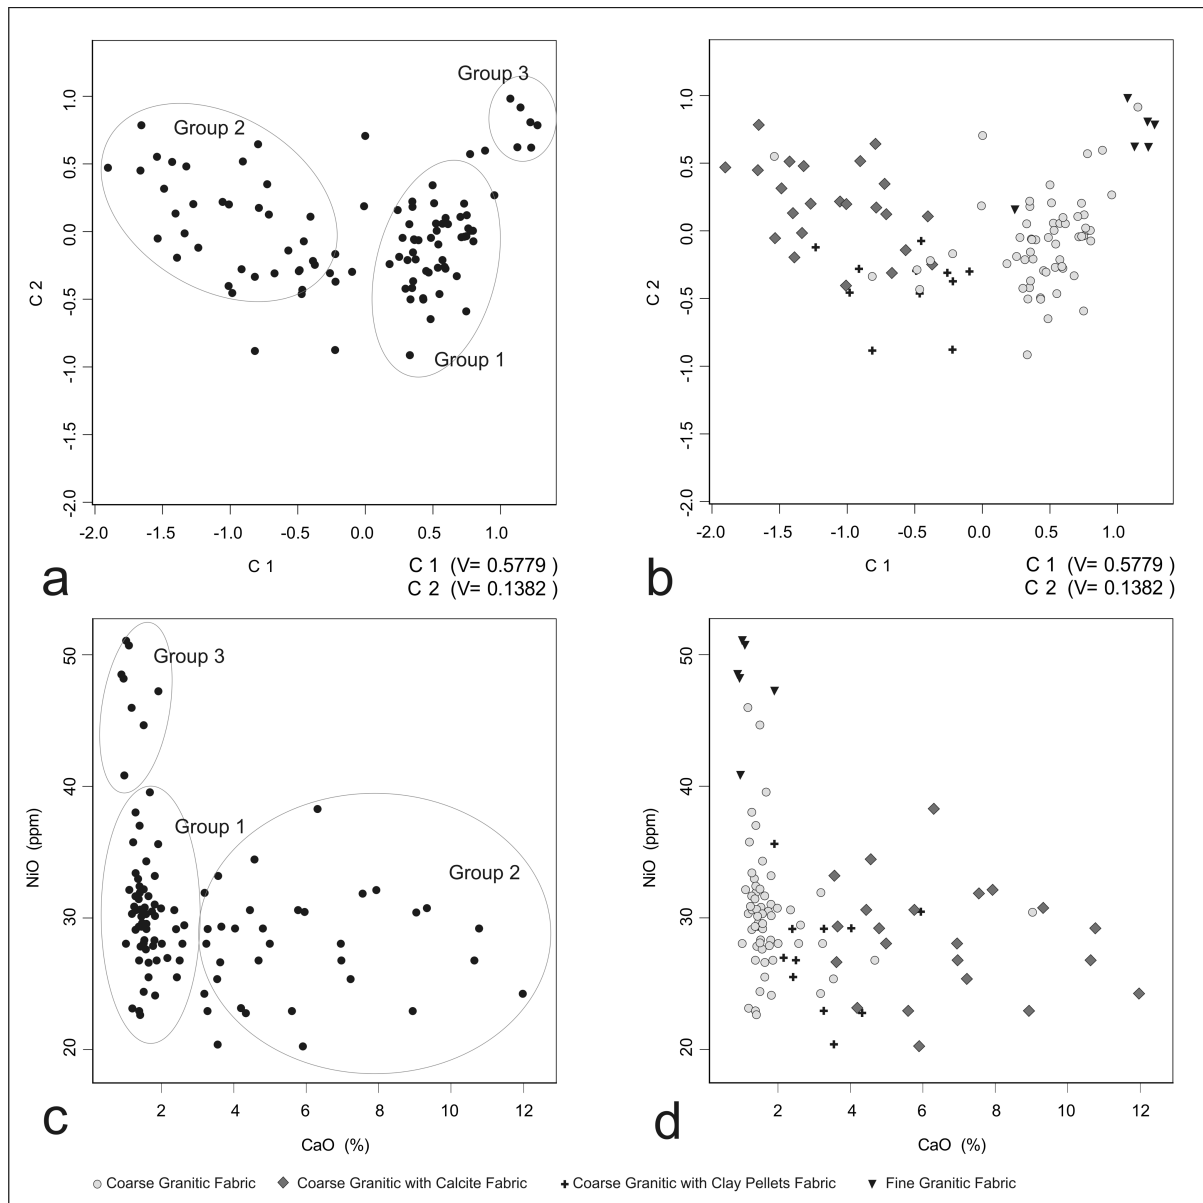 Group 3
Group 2
Group 1
1.0
0.5
0.0
-0.5
-1.0
-1.5
-2.0
C 2
-2.0 -1.5 -1.0 -0.5 0.0 0.5 1.0
C 1
C 1 (V= 0.5779 )
C 2 (V= 0.1382 )
a
1.0
0.5
0.0
-0.5
-1.0
-1.5
-2.0
C 2
-2.0 -1.5 -1.0 -0.5 0.0 0.5 1.0
C 1
C 1 (V= 0.5779 )
C 2 (V= 0.1382 )
b
Group 3
Group 1
Group 2
50
40
30
20
NiO (ppm)
2 4 6 8 10 12
CaO (%)
c
50
40
30
20
NiO (ppm)
2 4 6 8 10 12
CaO (%)
d
Coarse Granitic Fabric Coarse Granitic with Calcite Fabric Coarse Granitic with Clay Pellets Fabric Fine Granitic Fabric